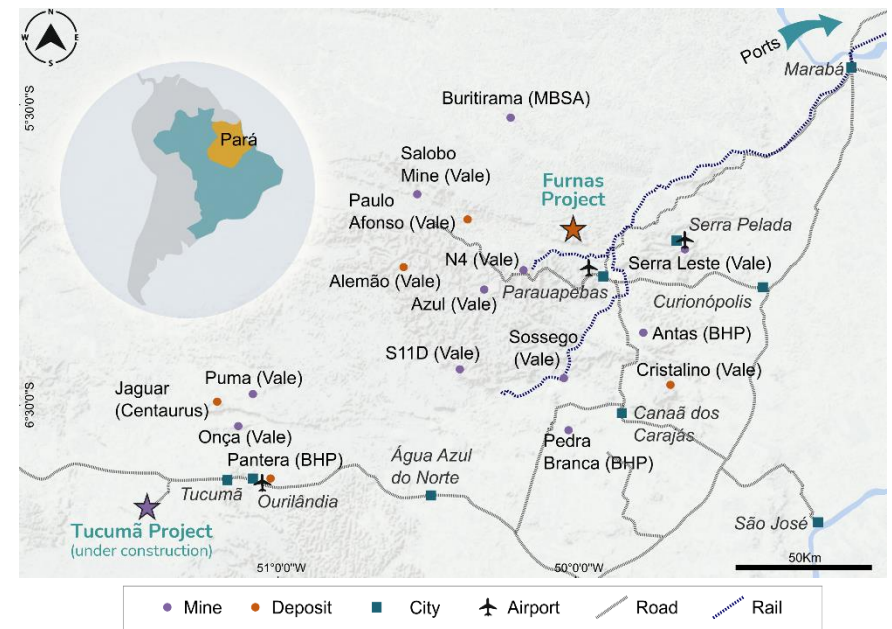 N
W
E
S
Ports
Marabá
5°30'0"S
Buritirama (MBSA)
Pará
Salobo
Mine (Vale)
Furnas
Project
Paulo
Afonso (Vale)
Serra Pelada
N4 (Vale)
Serra Leste (Vale)
Alemão (Vale)
Parauapebas
Azul (Vale)
Curionópolis
Sossego
(Vale)
Antas (BHP)
S11D (Vale)
Cristalino (Vale)
Puma (Vale)
Jaguar
(Centaurus)
6°30'0"S
Canaã dos
Carajás
Onça (Vale)
Pedra
Branca (BHP)
Pantera (BHP)
Água Azul
do Norte
Tucumã
Ourilândia
São José
Tucumã Project
(under construction)
51°0'0"W
50°0'0"W
50Km
Mine
Deposit
City
Airport
Road
Rail